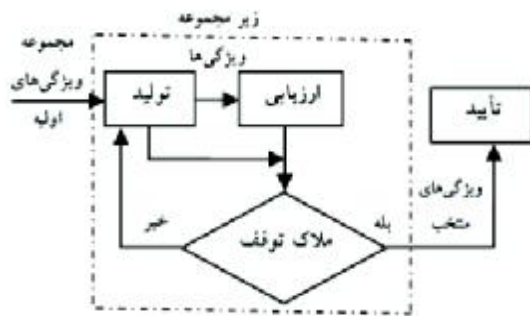 زیر مجموعه
مجموعه
ویژگی‌های
اولیه
ویژگی‌ها
تولید
ارزیابی
تأیید
ویژگی‌های
منتخب
خیر
ملاک توقف
بله